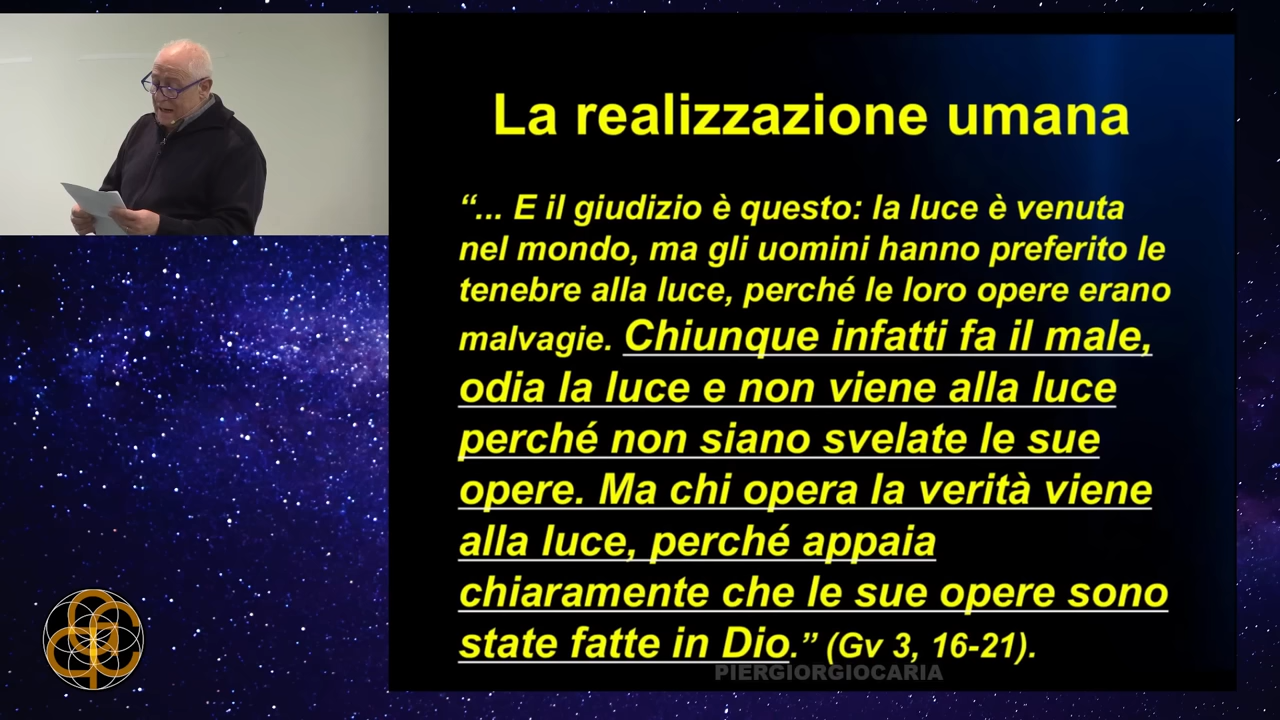 La realizzazione umana
“... E il giudizio è questo: la luce è venuta
nel mondo, ma gli uomini hanno preferito le
tenebre alla luce, perché le loro opere erano
malvagie. Chiunque infatti fa il male,
odia la luce e non viene alla luce
perché non siano svelate le sue
opere. Ma chi opera la verità viene
alla luce, perché appaia
chiaramente che le sue opere sono
state fatte in Dio.” (Gv 3, 16-21).
PIERGIORGIOCARIA